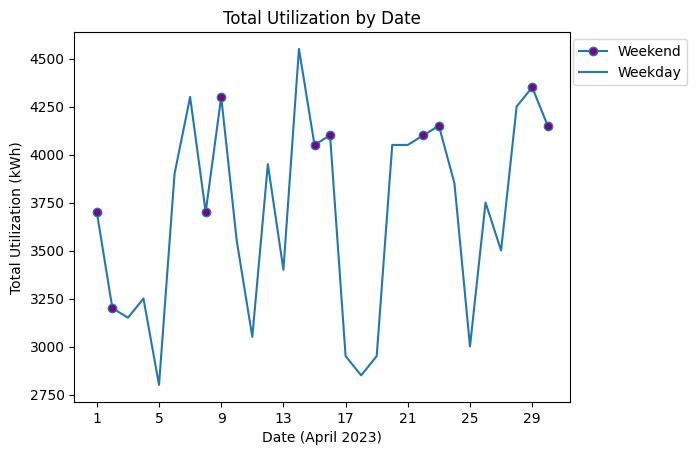 Total Utilization by Date
Weekend
Weekday
Total Utilization (kWh)
4500
4250
4000
3750
3500
3250
3000
2750
1 5 9 13 17 21 25 29
Date (April 2023)